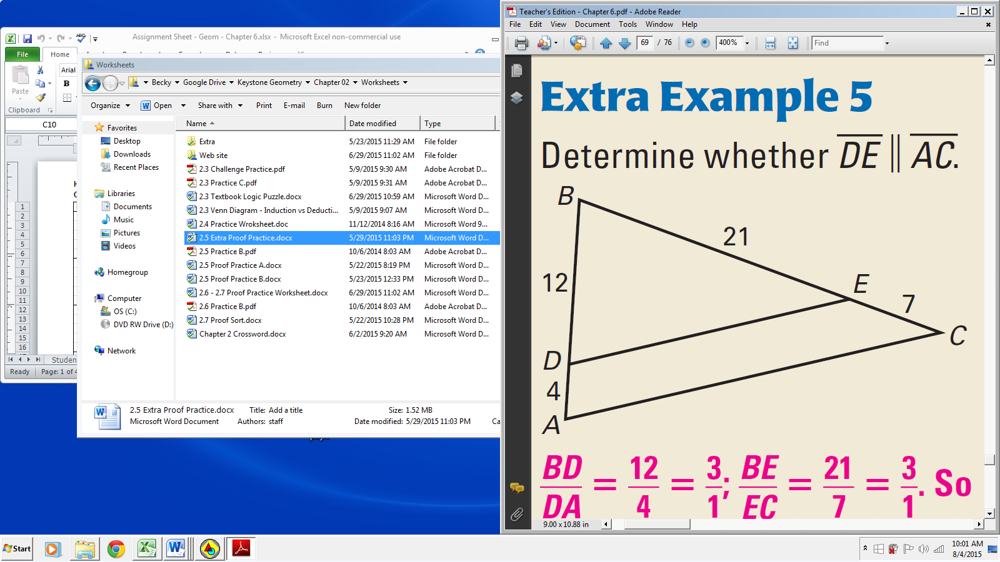 Assignment Sheet - Geom - Chapter 6.xlsx - Microsoft Excel non-commercial use
File
Home
Paste
Clipboard
Arial
B
C10
1
2
3
4
5
6
7
8
9
10
11
12
13
14
15
16
Ready
Page: 1 of 4
Worksheets
Becky
Google Drive
Keystone Geometry
Chapter 02
Worksheets
Organize
Open
Share with
Print
E-mail
Burn
New folder
Favorites
Desktop
Downloads
Recent Places
Libraries
Documents
Music
Pictures
Videos
Homegroup
Computer
OS (C:)
DVD RW Drive (D:)
Network
Name Date modified Type
Extra 5/23/2015 11:29 AM File folder
Web site 6/29/2015 11:02 AM File folder
2.3 Challenge Practice.pdf 5/9/2015 9:30 AM Adobe Acrobat D...
2.3 Practice C.pdf 5/9/2015 9:31 AM Adobe Acrobat D...
2.3 Textbook Logic Puzzle.docx 6/29/2015 10:59 AM Microsoft Word D...
2.3 Venn Diagram - Induction vs Deducti... 5/9/2015 9:07 AM Microsoft Word D...
2.4 Practice Wroksheet.doc 11/12/2014 8:16 AM Microsoft Word 9...
2.5 Extra Proof Practice.docx 5/29/2015 11:03 PM Microsoft Word D...
2.5 Practice B.pdf 10/6/2014 8:03 AM Adobe Acrobat D...
2.5 Proof Practice A.docx 5/22/2015 8:19 PM Microsoft Word D...
2.5 Proof Practice B.docx 5/23/2015 12:33 PM Microsoft Word D...
2.6 - 2.7 Proof Practice Worksheet.docx 6/29/2015 11:02 AM Microsoft Word D...
2.6 Practice B.pdf 10/6/2014 8:03 AM Adobe Acrobat D...
2.7 Proof Sort.docx 5/22/2015 10:28 PM Microsoft Word D...
Chapter 2 Crossword.docx 6/2/2015 9:20 AM Microsoft Word D...
2.5 Extra Proof Practice.docx Title: Add a title Size: 1.52 MB
Microsoft Word Document Authors: staff Date modified: 5/29/2015 11:03 PM
Teacher's Edition - Chapter 6.pdf - Adobe Reader
File Edit View Document Tools Window Help
69 / 76 400% Find
Extra Example 5
Determine whether DE || AC.
B
21
12
E
7
C
D
4
A
BD/DA = 12/4 = 3/1; BE/EC = 21/7 = 3/1. So
9.00 x 10.88 in
Start
10:01 AM
8/4/2015